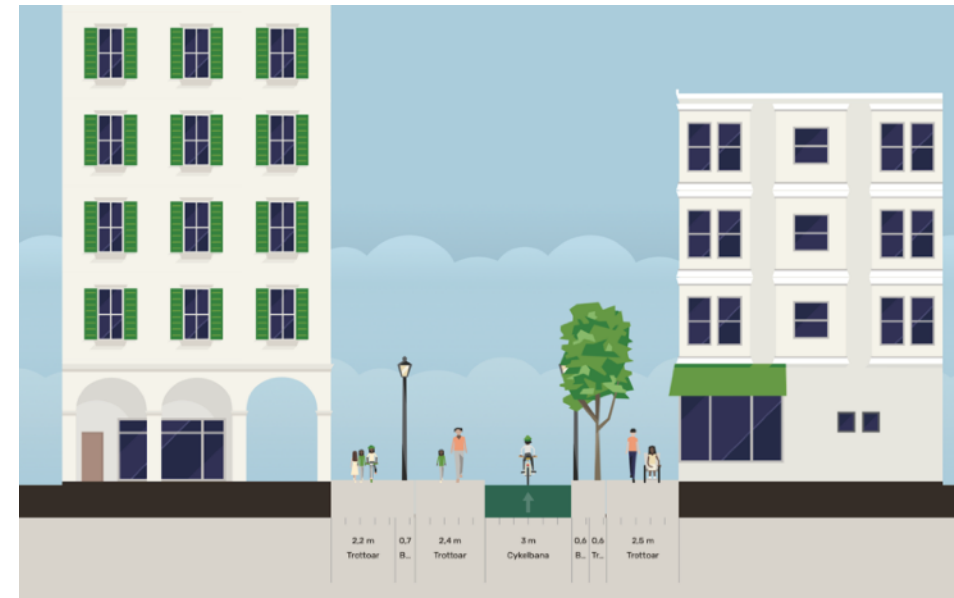 2,2 m
Trottoar
0,7
B...
2,4 m
Trottoar
3 m
Cykelbana
0,6
B...
0,6
Tr...
2,5 m
Trottoar